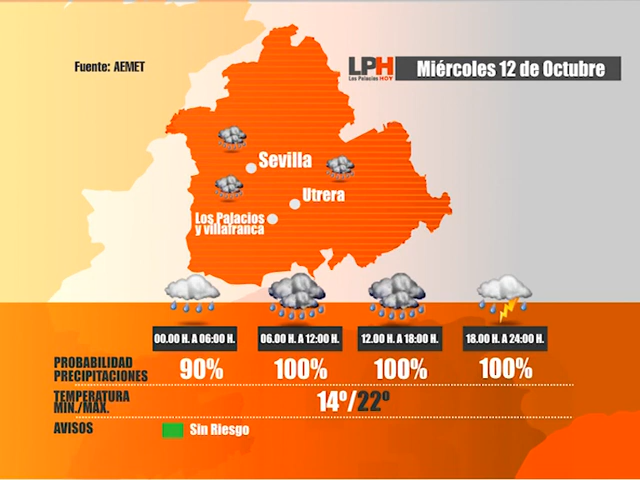 Fuente: AEMET
LPH
Los Palacios HOY
Miércoles 12 de Octubre
Sevilla
Utrera
Los Palacios
y villafranca
00.00 H. A 06:00 H.
06.00 H. A 12:00 H.
12.00 H. A 18:00 H.
18.00 H. A 24:00 H.
PROBABILIDAD
PRECIPITACIONES
90%
100%
100%
100%
TEMPERATURA
MIN./MAX.
14º/22º
AVISOS
Sin Riesgo